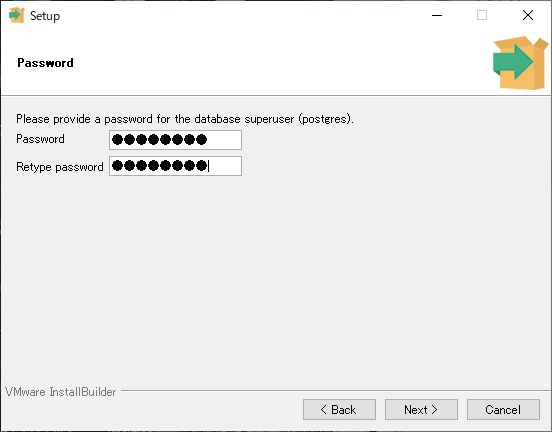 Setup
Password
Please provide a password for the database superuser (postgres).
Password ●●●●●●●●
Retype password ●●●●●●●●
VMware InstallBuilder
< Back Next > Cancel